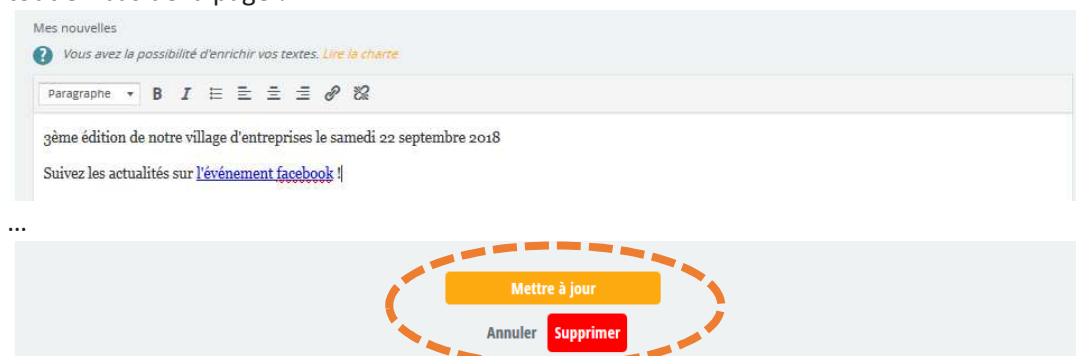 Mes nouvelles
? Vous avez la possibilité d'enrichir vos textes. Lire la charte
Paragraphe B I
3ème édition de notre village d'entreprises le samedi 22 septembre 2018
Suivez les actualités sur l'événement facebook !
...
Mettre à jour
Annuler Supprimer